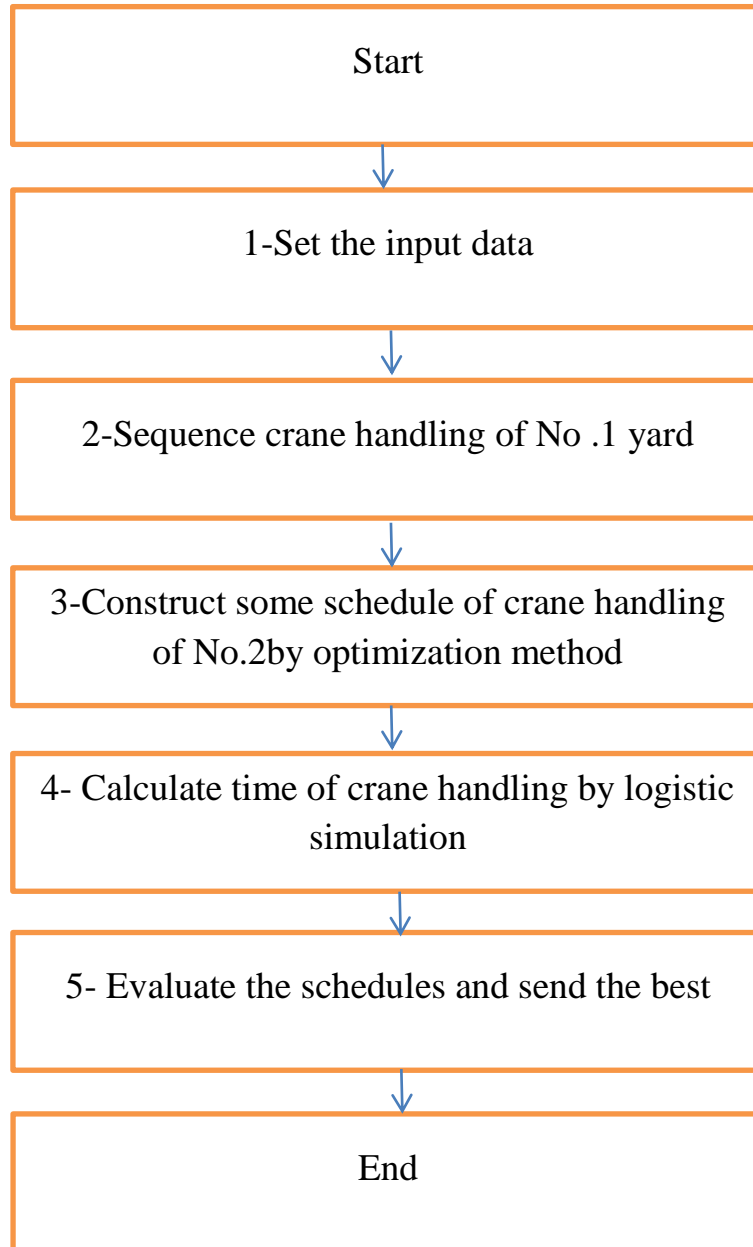 Start
1-Set the input data
2-Sequence crane handling of No .1 yard
3-Construct some schedule of crane handling
of No.2by optimization method
4- Calculate time of crane handling by logistic
simulation
5- Evaluate the schedules and send the best
End